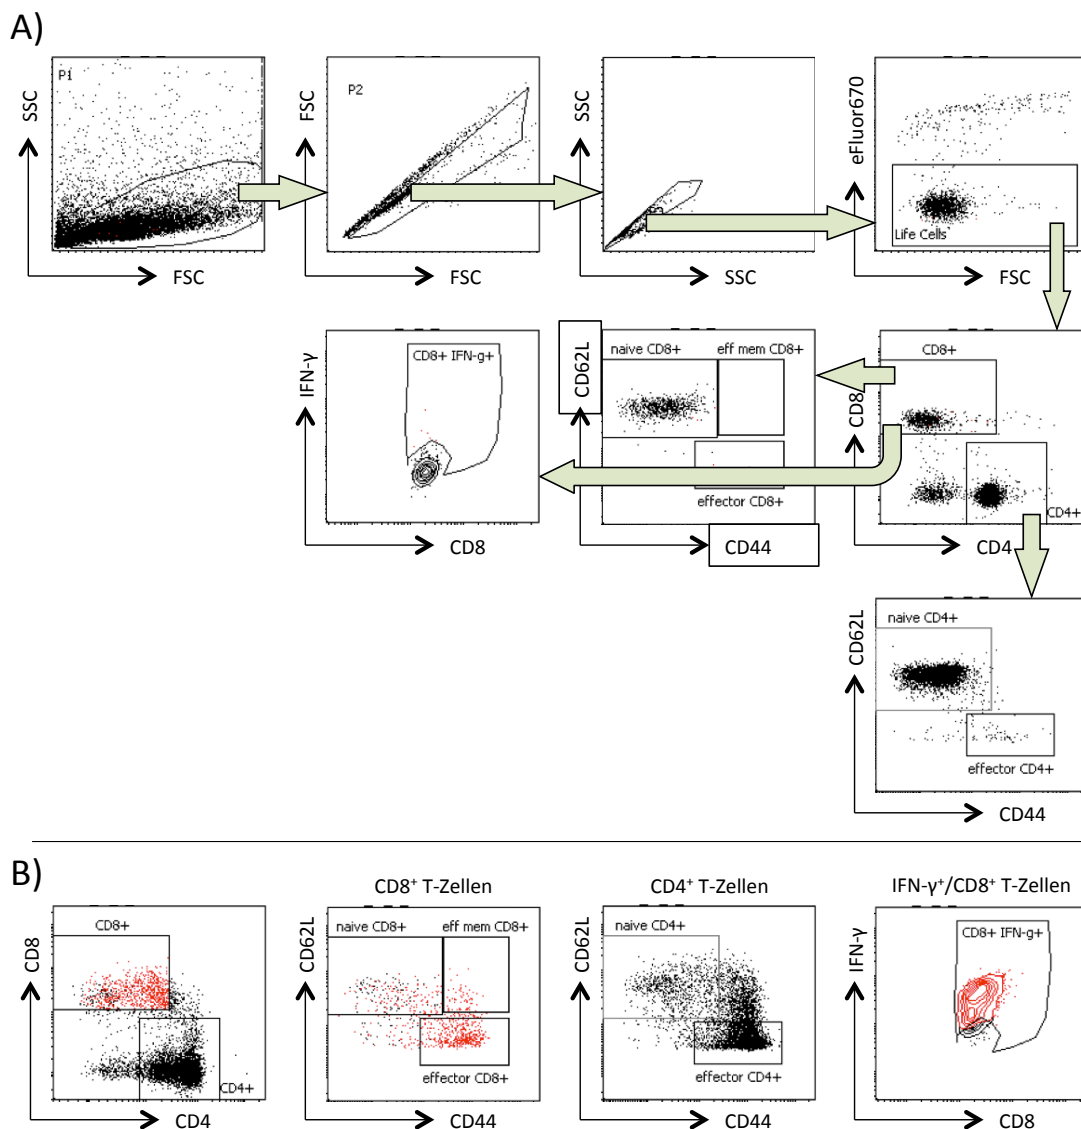 A)
SSC
P1
FSC
FSC
P2
FSC
SSC
SSC
eFluor670
Life Cells
FSC
IFN-γ
CD8+ IFN-g+
CD8
CD62L
naive CD8+
eff mem CD8+
effector CD8+
CD44
CD8
CD8+
CD4+
CD4
CD62L
naive CD4+
effector CD4+
CD44
B)
CD8
CD8+
CD4+
CD4
CD8⁺ T-Zellen
CD62L
naive CD8+
eff mem CD8+
effector CD8+
CD44
CD4⁺ T-Zellen
CD62L
naive CD4+
effector CD4+
CD44
IFN-γ⁺/CD8⁺ T-Zellen
IFN-γ
CD8+ IFN-g+
CD8